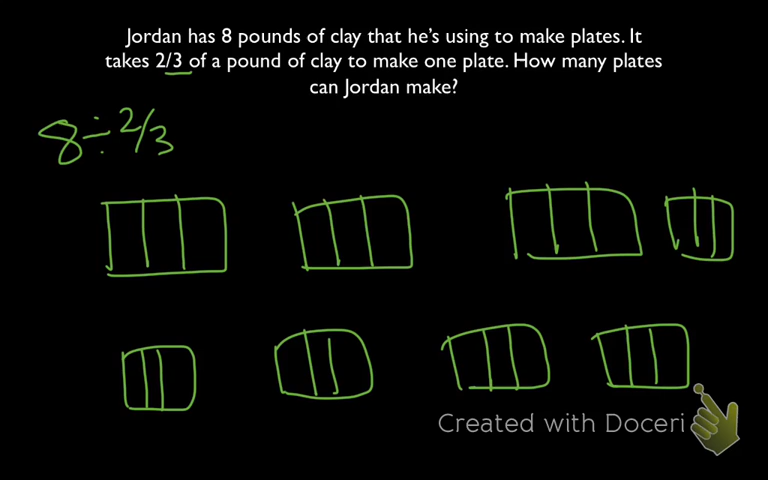 Jordan has 8 pounds of clay that he's using to make plates. It
takes 2/3 of a pound of clay to make one plate. How many plates
can Jordan make?
8÷2/3
Created with Doceri